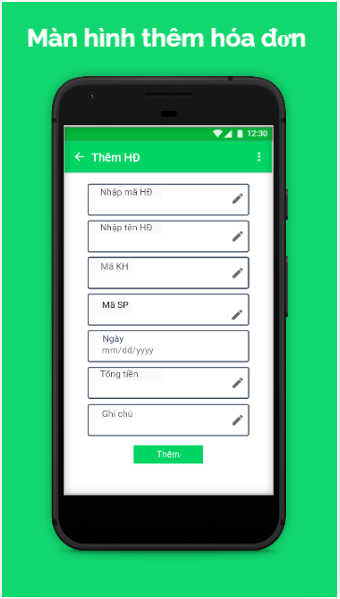 Màn hình thêm hóa đơn
12:30
Thêm HĐ
Nhập mã HĐ
Nhập tên HĐ
Mã KH
Mã SP
Ngày
mm/dd/yyyy
Tổng tiền
Ghi chú
Thêm